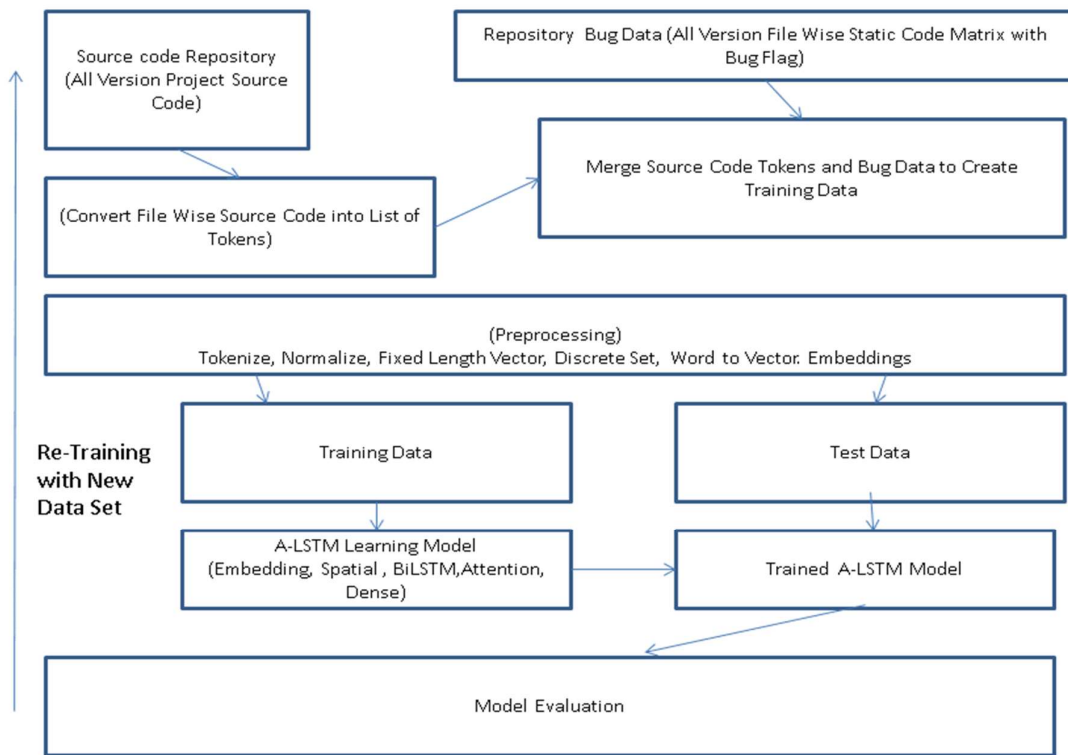 Source code Repository
(All Version Project Source
Code)
Repository Bug Data (All Version File Wise Static Code Matrix with
Bug Flag)
Merge Source Code Tokens and Bug Data to Create
Training Data
(Convert File Wise Source Code into List of
Tokens)
(Preprocessing)
Tokenize, Normalize, Fixed Length Vector, Discrete Set, Word to Vector. Embeddings
Re-Training
with New
Data Set
Training Data
Test Data
A-LSTM Learning Model
(Embedding, Spatial , BiLSTM,Attention,
Dense)
Trained A-LSTM Model
Model Evaluation